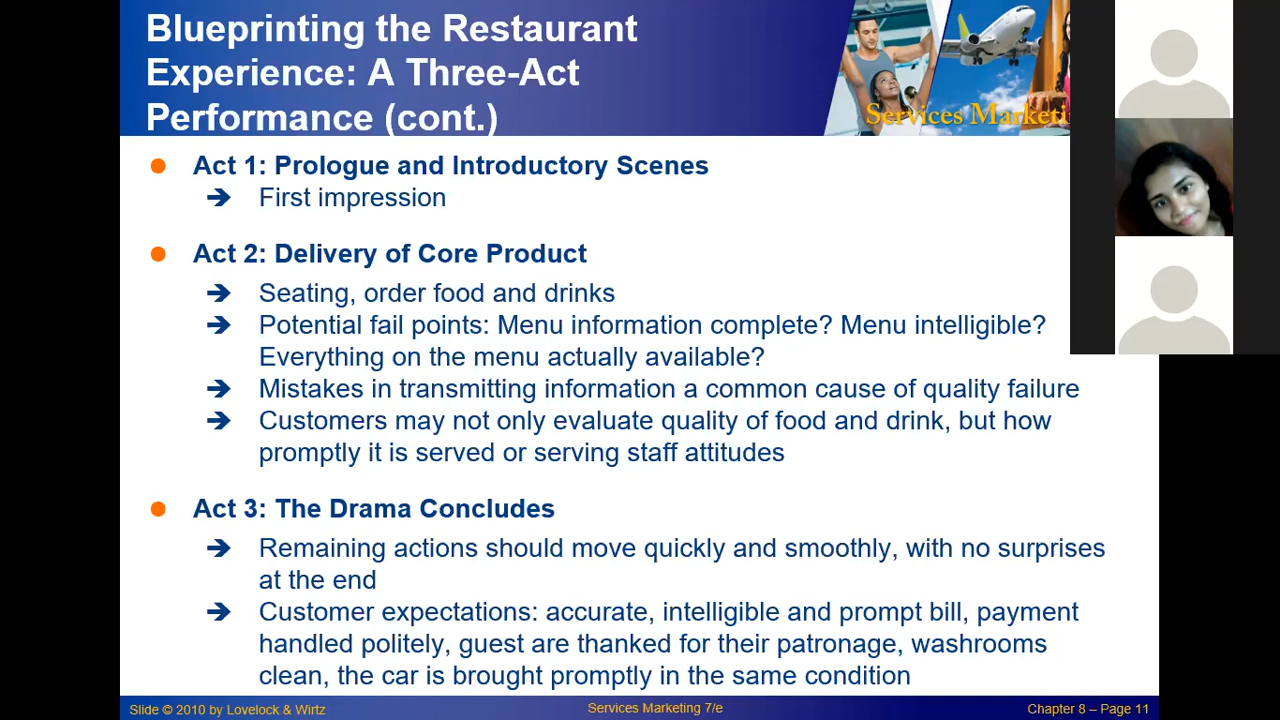 Blueprinting the Restaurant
Experience: A Three-Act
Performance (cont.)
Services Marketi
Act 1: Prologue and Introductory Scenes
First impression
Act 2: Delivery of Core Product
Seating, order food and drinks
Potential fail points: Menu information complete? Menu intelligible?
Everything on the menu actually available?
Mistakes in transmitting information a common cause of quality failure
Customers may not only evaluate quality of food and drink, but how
promptly it is served or serving staff attitudes
Act 3: The Drama Concludes
Remaining actions should move quickly and smoothly, with no surprises
at the end
Customer expectations: accurate, intelligible and prompt bill, payment
handled politely, guest are thanked for their patronage, washrooms
clean, the car is brought promptly in the same condition
Slide © 2010 by Lovelock & Wirtz
Services Marketing 7/e
Chapter 8 – Page 11